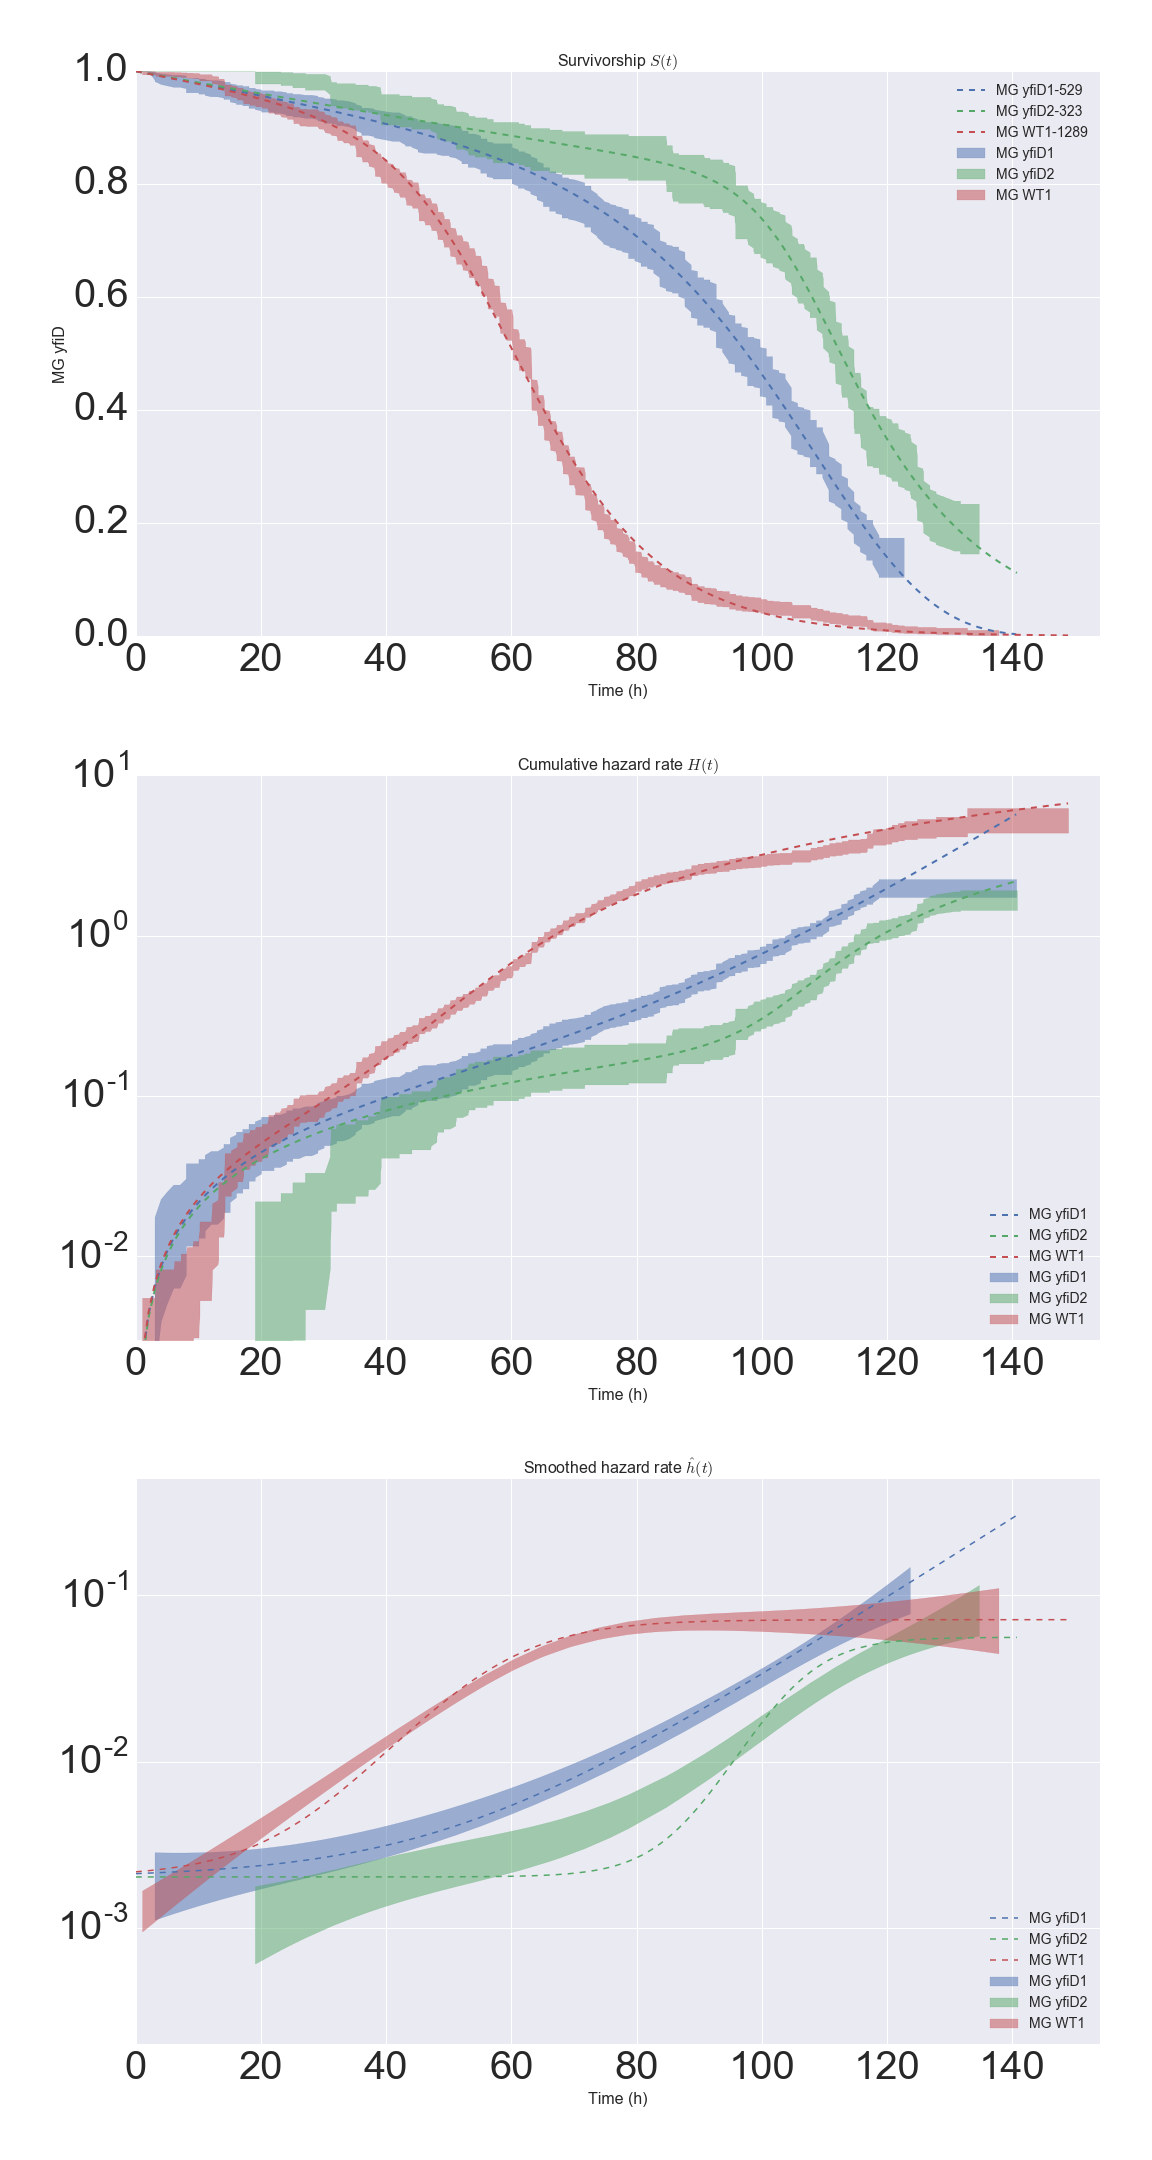 Survivorship S(t)
1.0
0.8
0.6
0.4
0.2
0.0
MG yfiD
0 20 40 60 80 100 120 140
Time (h)
MG yfiD1-529
MG yfiD2-323
MG WT1-1289
MG yfiD1
MG yfiD2
MG WT1
Cumulative hazard rate H(t)
10^1
10^0
10^-1
10^-2
0 20 40 60 80 100 120 140
Time (h)
MG yfiD1
MG yfiD2
MG WT1
MG yfiD1
MG yfiD2
MG WT1
Smoothed hazard rate ĥ(t)
10^-1
10^-2
10^-3
0 20 40 60 80 100 120 140
Time (h)
MG yfiD1
MG yfiD2
MG WT1
MG yfiD1
MG yfiD2
MG WT1